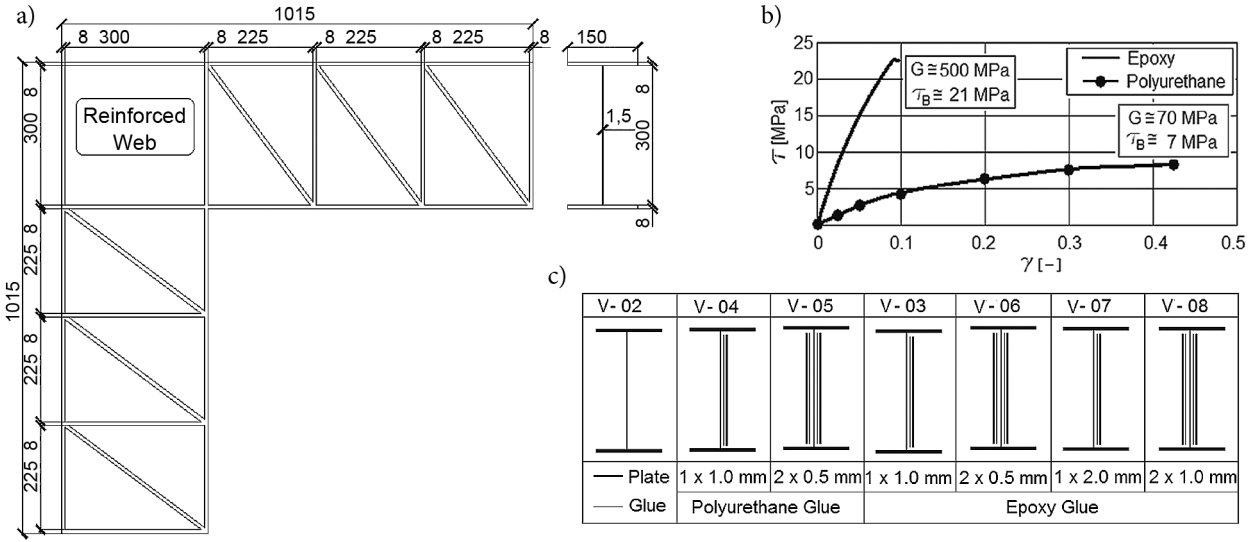 a)
1015
8 300
8 225
8 225
8 225
8
150
8
300
Reinforced
Web
1,5
8
300
8
8
225
8
225
8
225
1015
b)
25
20
15
10
5
0
0.1
0.2
0.3
0.4
0.5
τ [MPa]
γ [-]
G≅500 MPa
τB≅ 21 MPa
Epoxy
Polyurethane
G≅70 MPa
τB≅ 7 MPa
c)
V-02 V-04 V-05 V-03 V-06 V-07 V-08
Plate 1 x 1.0 mm 2 x 0.5 mm 1 x 1.0 mm 2 x 0.5 mm 1 x 2.0 mm 2 x 1.0 mm
Glue Polyurethane Glue Epoxy Glue